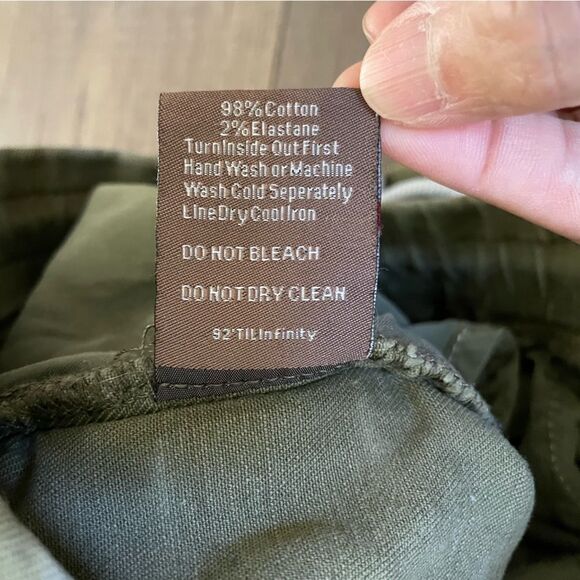 98% Cotton
2% Elastane
Turn Inside Out First
Hand Wash or Machine
Wash Cold Seperately
Line Dry Cool Iron
DO NOT BLEACH
DO NOT DRY CLEAN
92'TIL Infinity